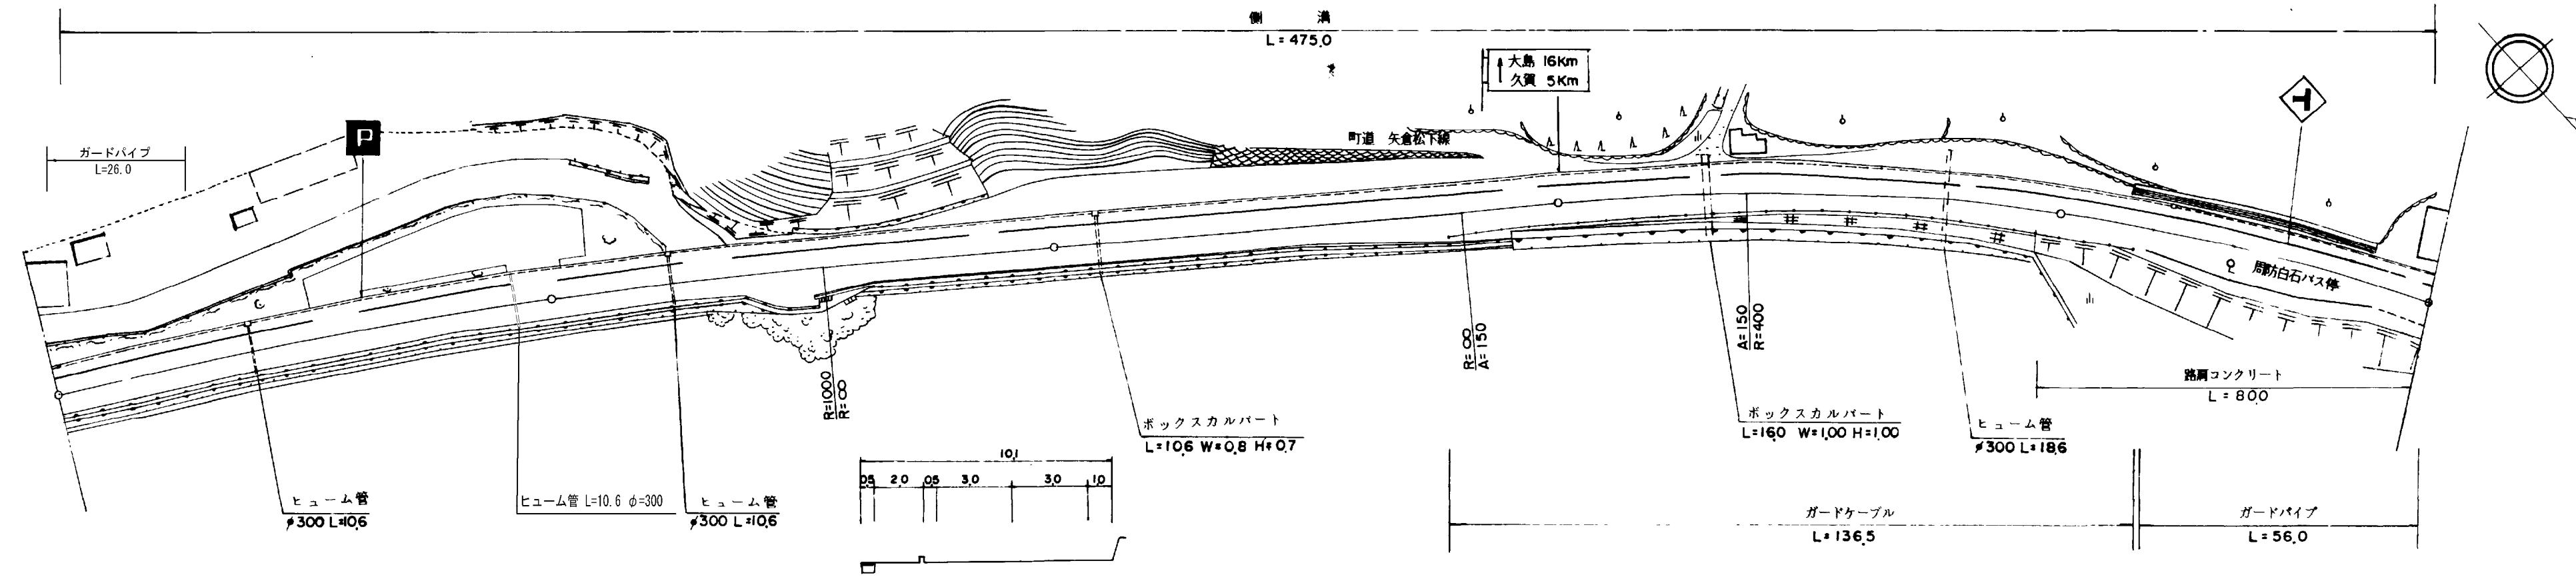 側溝
L=475.0
大島 16Km
久賀 5Km
町道 矢倉松下線
ガードパイプ
L=26.0
P
周防白石バス停
R=1000
R=∞
R=∞
A=150
A=150
R=400
路肩コンクリート
L=80.0
ボックスカルバート
L=10.6 W=0.8 H=0.7
ボックスカルバート
L=16.0 W=1.00 H=1.00
ヒューム管
φ300 L=18.6
10.1
0.5 2.0 0.5 3.0 3.0 1.0
ヒューム管
φ300 L=10.6
ヒューム管 L=10.6 φ=300
ヒューム管
φ300 L=10.6
ガードケーブル
L=136.5
ガードパイプ
L=56.0